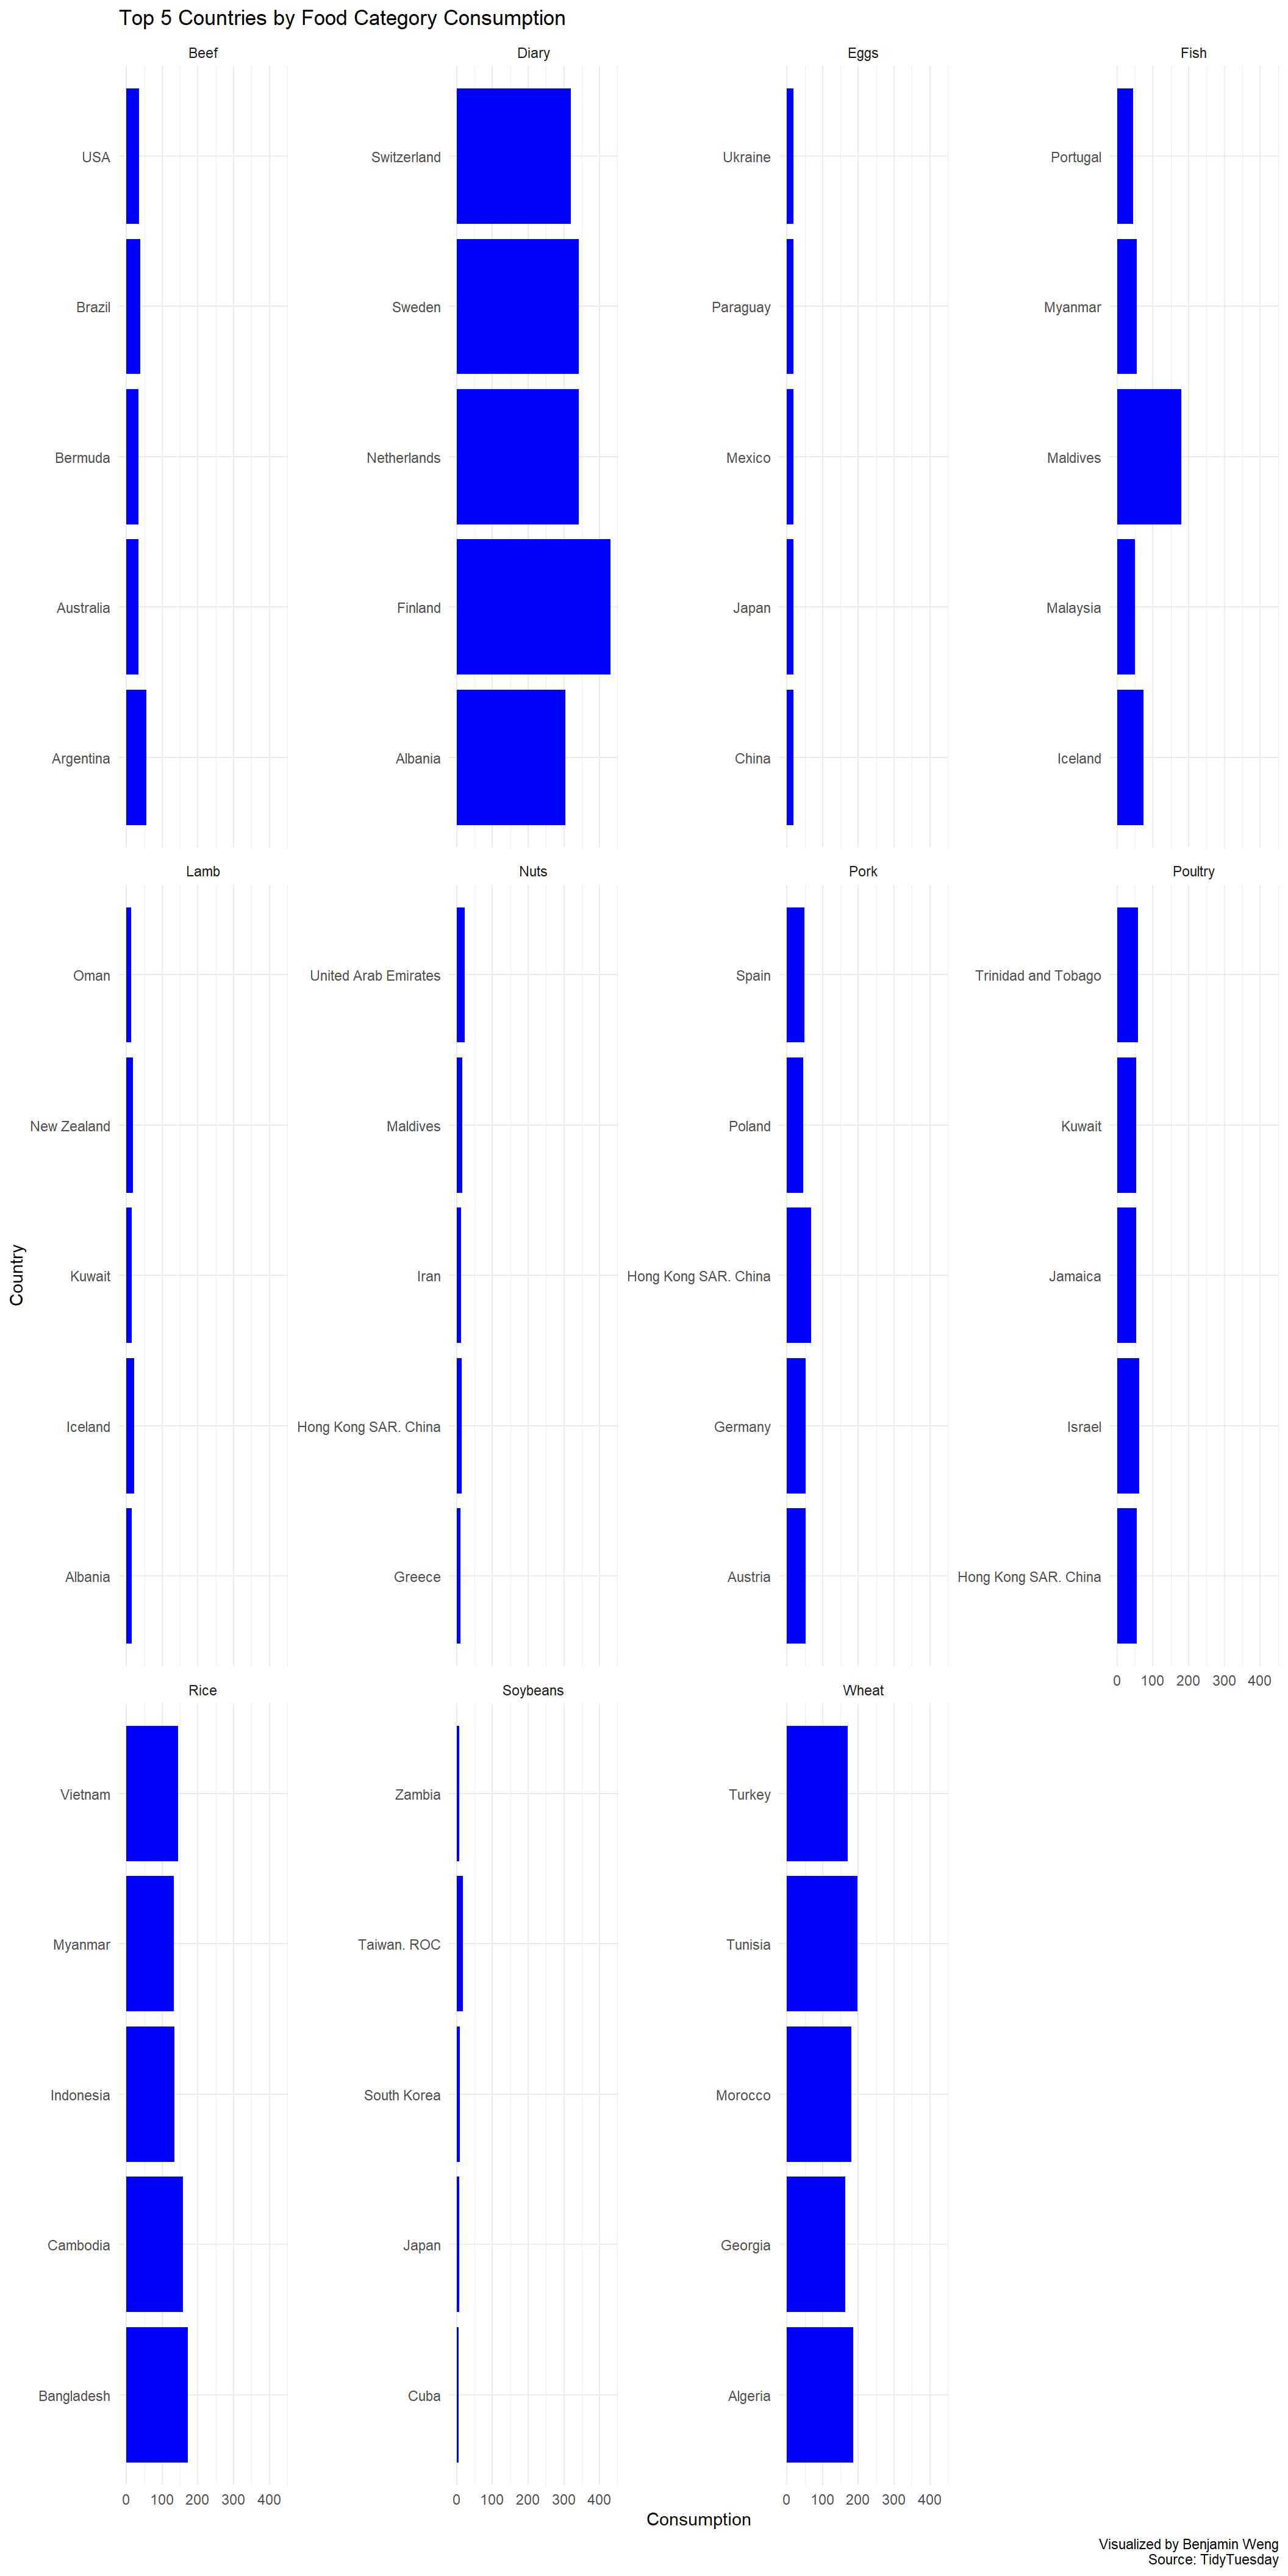 Top 5 Countries by Food Category Consumption
Beef
Diary
Eggs
Fish
USA
Brazil
Bermuda
Australia
Argentina
Switzerland
Sweden
Netherlands
Finland
Albania
Ukraine
Paraguay
Mexico
Japan
China
Portugal
Myanmar
Maldives
Malaysia
Iceland
Lamb
Nuts
Pork
Poultry
Oman
New Zealand
Kuwait
Iceland
Albania
United Arab Emirates
Maldives
Iran
Hong Kong SAR. China
Greece
Spain
Poland
Hong Kong SAR. China
Germany
Austria
Trinidad and Tobago
Kuwait
Jamaica
Israel
Hong Kong SAR. China
0 100 200 300 400
Country
Rice
Soybeans
Wheat
Vietnam
Myanmar
Indonesia
Cambodia
Bangladesh
Zambia
Taiwan. ROC
South Korea
Japan
Cuba
Turkey
Tunisia
Morocco
Georgia
Algeria
0 100 200 300 400
0 100 200 300 400
0 100 200 300 400
Consumption
Visualized by Benjamin Weng
Source: TidyTuesday